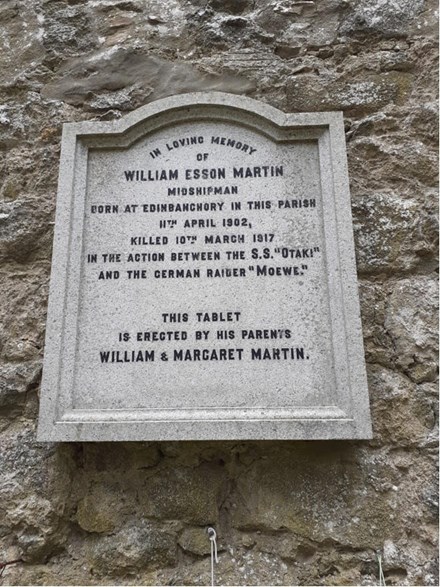 IN LOVING MEMORY
OF
WILLIAM ESSON MARTIN
MIDSHIPMAN
BORN AT EDINBANCHORY IN THIS PARISH
11TH APRIL 1902,
KILLED 10TH MARCH 1917
IN THE ACTION BETWEEN THE S.S. "OTAKI"
AND THE GERMAN RAIDER "MOEWE."
THIS TABLET
IS ERECTED BY HIS PARENTS
WILLIAM & MARGARET MARTIN.